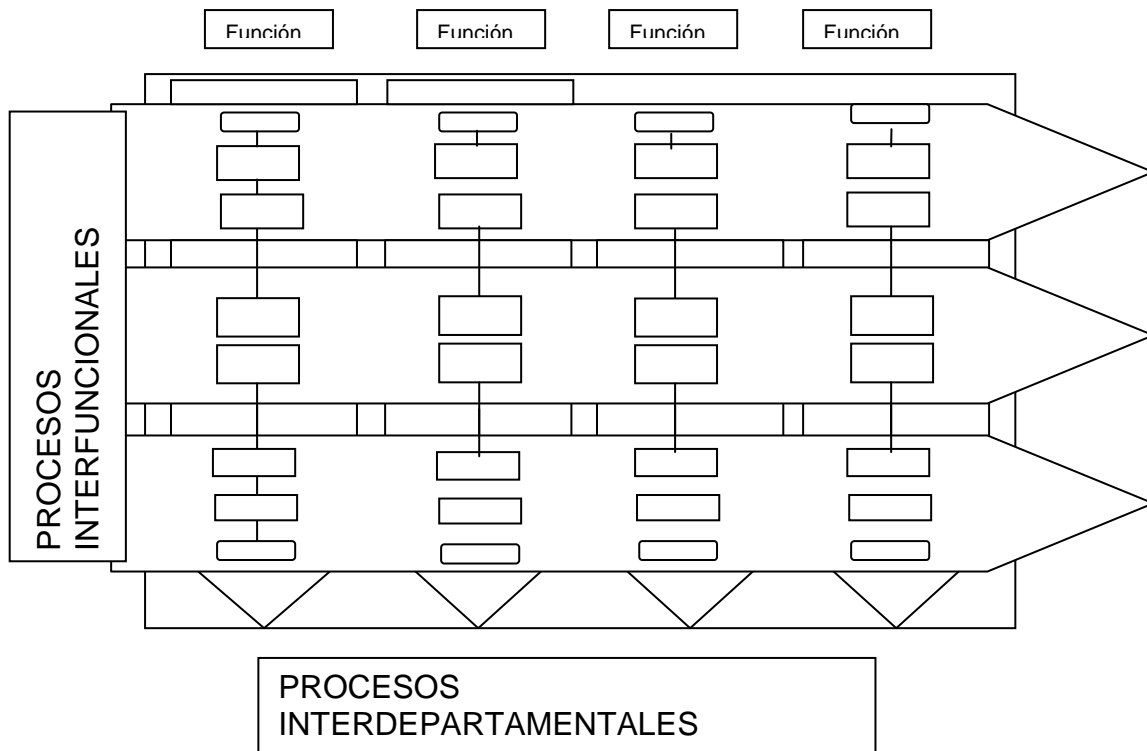 Función
Función
Función
Función
PROCESOS
INTERFUNCIONALES
PROCESOS
INTERDEPARTAMENTALES